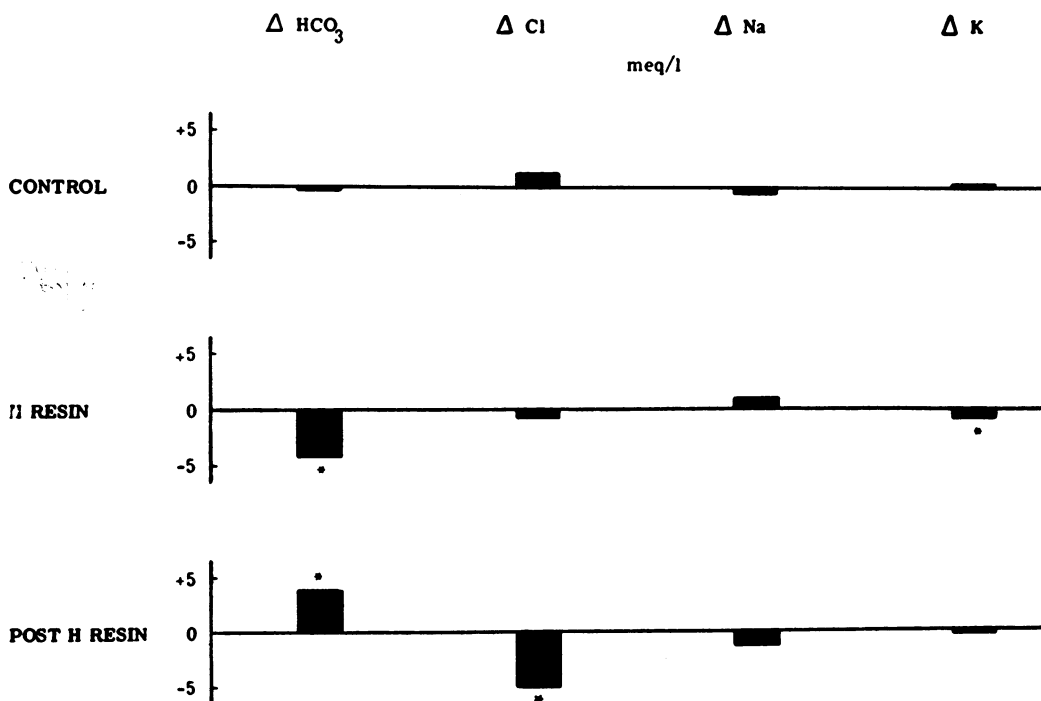 Δ HCO3 Δ Cl Δ Na Δ K
meq/l
+5
CONTROL 0
-5
+5
RESIN 0
-5
*
*
*
+5
POST H RESIN 0
-5
*